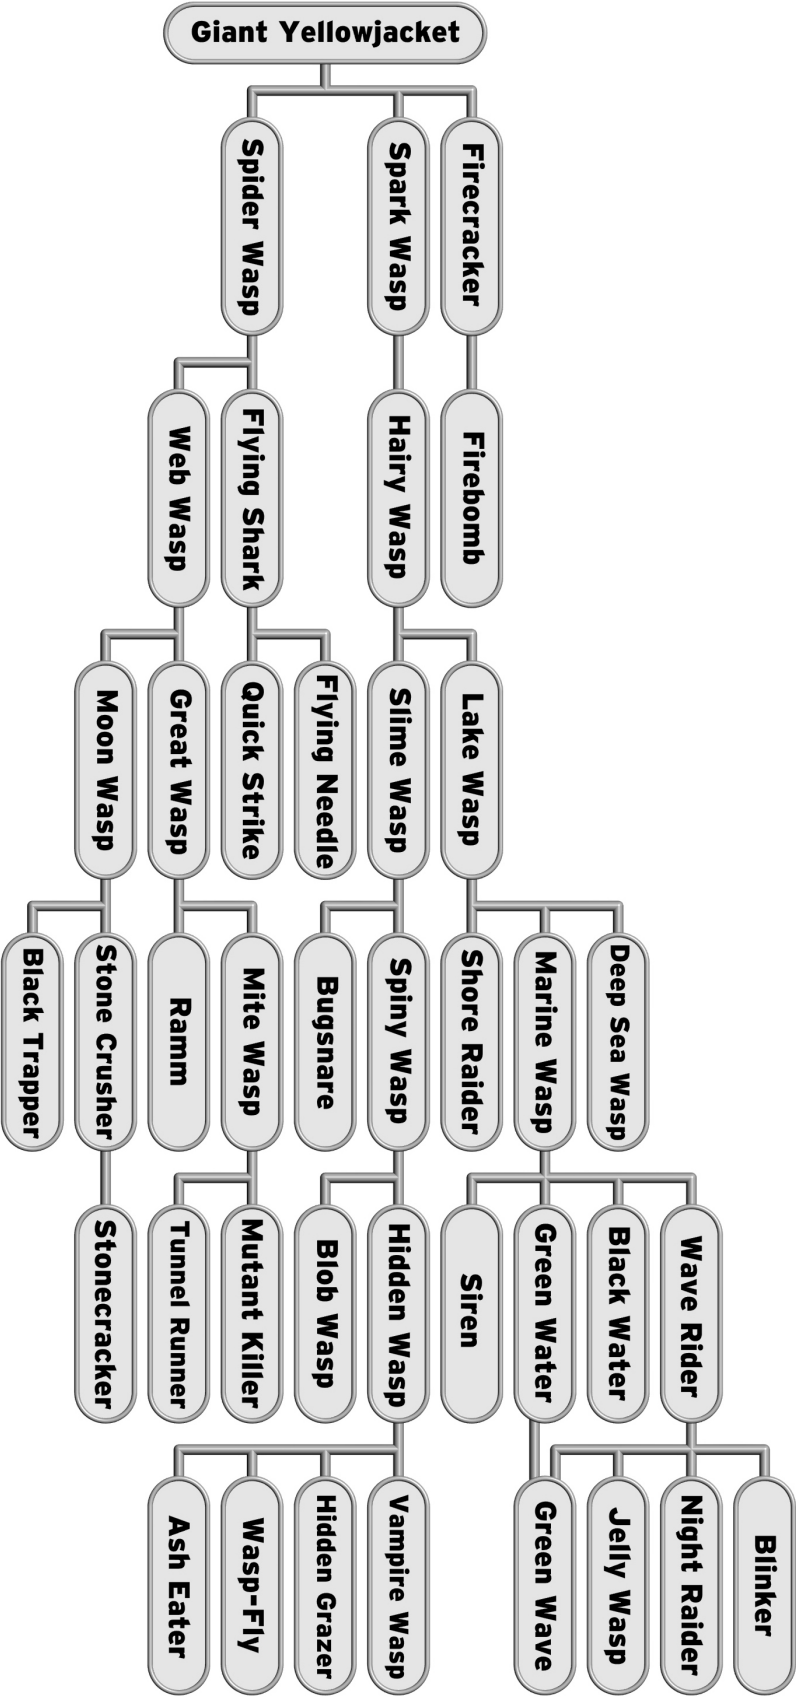 Giant Yellowjacket
Spider Wasp
Spark Wasp
Firecracker
Web Wasp
Flying Shark
Hairy Wasp
Firebomb
Moon Wasp
Great Wasp
Quick Strike
Flying Needle
Slime Wasp
Lake Wasp
Black Trapper
Stone Crusher
Ramm
Mite Wasp
Bugsnare
Spiny Wasp
Shore Raider
Marine Wasp
Deep Sea Wasp
Stonecracker
Tunnel Runner
Mutant Killer
Blob Wasp
Hidden Wasp
Siren
Green Water
Black Water
Wave Rider
Ash Eater
Wasp-Fly
Hidden Grazer
Vampire Wasp
Green Wave
Jelly Wasp
Night Raider
Blinker